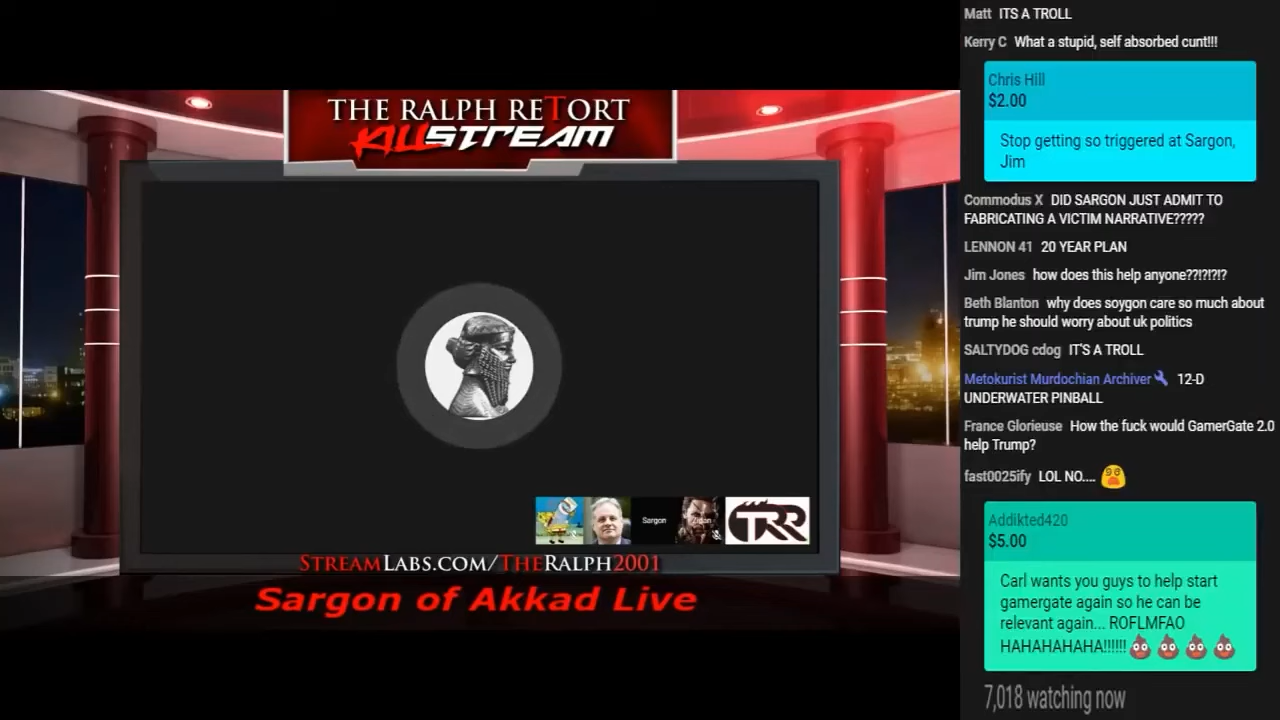 THE RALPH RETORT
KILLSTREAM
Sargon
TRR
STREAMLABS.COM/THERALPH2001
Sargon of Akkad Live
Matt ITS A TROLL
Kerry C What a stupid, self absorbed cunt!!!
Chris Hill
$2.00
Stop getting so triggered at Sargon,
Jim
Commodus X DID SARGON JUST ADMIT TO
FABRICATING A VICTIM NARRATIVE?????
LENNON 41 20 YEAR PLAN
Jim Jones how does this help anyone??!?!?!?
Beth Blanton why does soygon care so much about
trump he should worry about uk politics
SALTYDOG cdog IT'S A TROLL
Metokurist Murdochian Archiver 12-D
UNDERWATER PINBALL
France Glorieuse How the fuck would GamerGate 2.0
help Trump?
fast0025ify LOL NO....
Addikted420
$5.00
Carl wants you guys to help start
gamergate again so he can be
relevant again... ROFLMFAO
HAHAHAHAHA!!!!!!
7,018 watching now